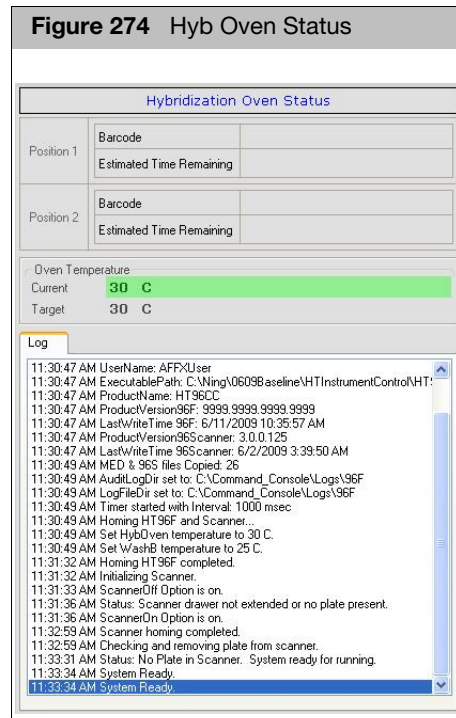 Figure 274 Hyb Oven Status
Hybridization Oven Status
Position 1
Barcode
Estimated Time Remaining
Position 2
Barcode
Estimated Time Remaining
Oven Temperature
Current 30 C
Target 30 C
Log
11:30:47 AM UserName: AFFXUser
11:30:47 AM ExecutablePath: C:\Ning\0609Baseline\HTInstrumentControl\HT
11:30:47 AM ProductName: HT96CC
11:30:47 AM ProductVersion96F: 9999.9999.9999.9999
11:30:47 AM LastWriteTime 96F: 6/11/2009 10:35:57 AM
11:30:47 AM ProductVersion96Scanner: 3.0.0.125
11:30:47 AM LastWriteTime 96Scanner: 6/2/2009 3:39:50 AM
11:30:49 AM MED & 96S files Copied: 26
11:30:49 AM AuditLogDir set to: C:\Command_Console\Logs\96F
11:30:49 AM LogFileDir set to: C:\Command_Console\Logs\96F
11:30:49 AM Timer started with Interval: 1000 msec
11:30:49 AM Homing HT96F and Scanner...
11:30:49 AM Set HybOven temperature to 30 C.
11:30:49 AM Set WashB temperature to 25 C.
11:31:32 AM Homing HT96F completed.
11:31:32 AM Initializing Scanner.
11:31:33 AM ScannerOff Option is on.
11:31:36 AM Status: Scanner drawer not extended or no plate present.
11:31:36 AM ScannerOn Option is on.
11:32:59 AM Scanner homing completed.
11:32:59 AM Checking and removing plate from scanner.
11:33:31 AM Status: No Plate in Scanner. System ready for running.
11:33:34 AM System Ready.
11:33:34 AM System Ready.